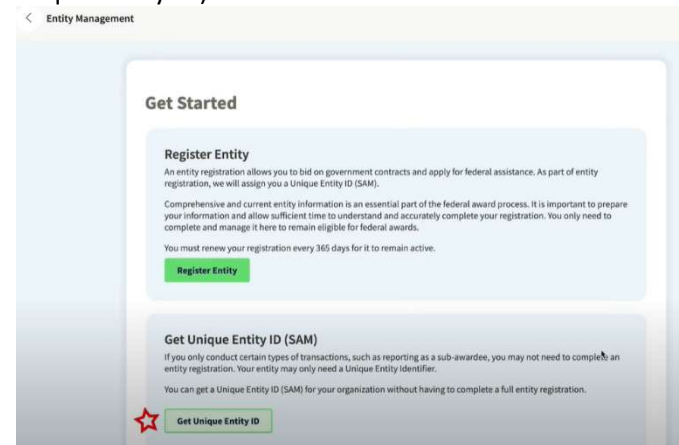 Entity Management
Get Started
Register Entity
An entity registration allows you to bid on government contracts and apply for federal assistance. As part of entity
registration, we will assign you a Unique Entity ID (SAM).
Comprehensive and current entity information is an essential part of the federal award process. It is important to prepare
your information and allow sufficient time to understand and accurately complete your registration. You only need to
complete and manage it here to remain eligible for federal awards.
You must renew your registration every 365 days for it to remain active.
Register Entity
Get Unique Entity ID (SAM)
If you only conduct certain types of transactions, such as reporting as a sub-awardee, you may not need to complete an
entity registration. Your entity may only need a Unique Entity Identifier.
You can get a Unique Entity ID (SAM) for your organization without having to complete a full entity registration.
Get Unique Entity ID